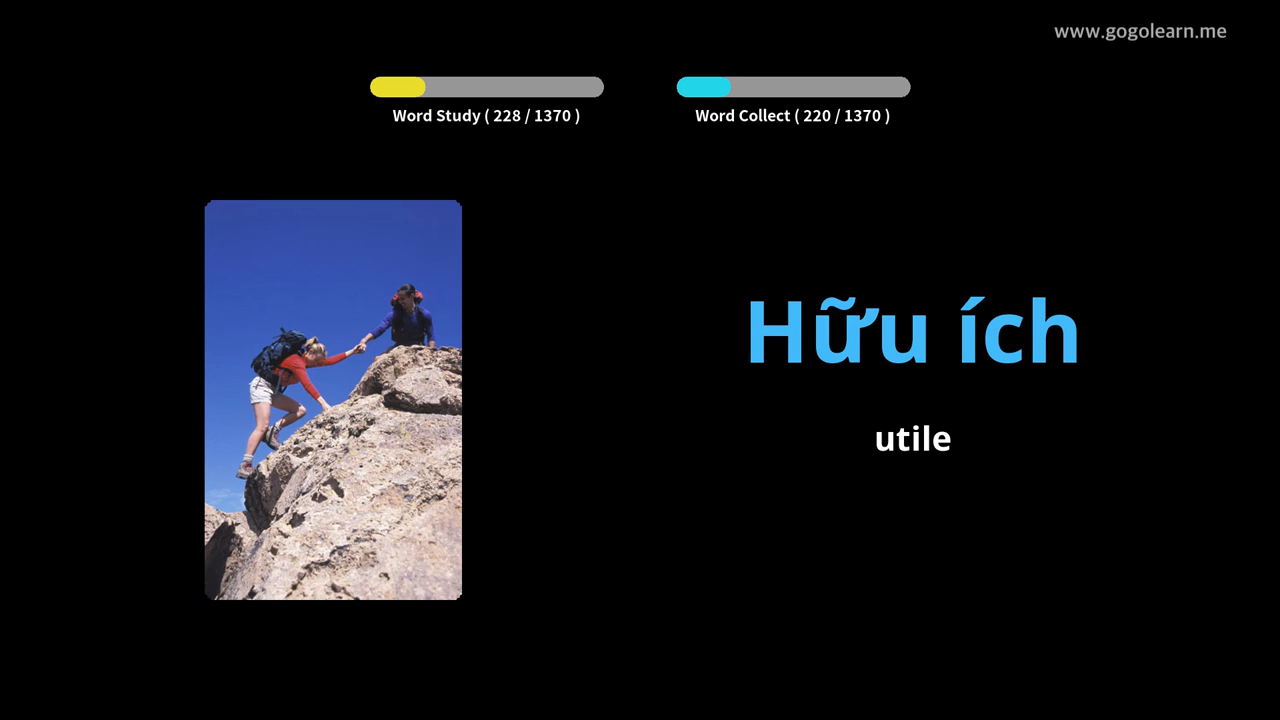 www.gogolearn.me
Word Study ( 228 / 1370 )
Word Collect ( 220 / 1370 )
Hữu ích
utile